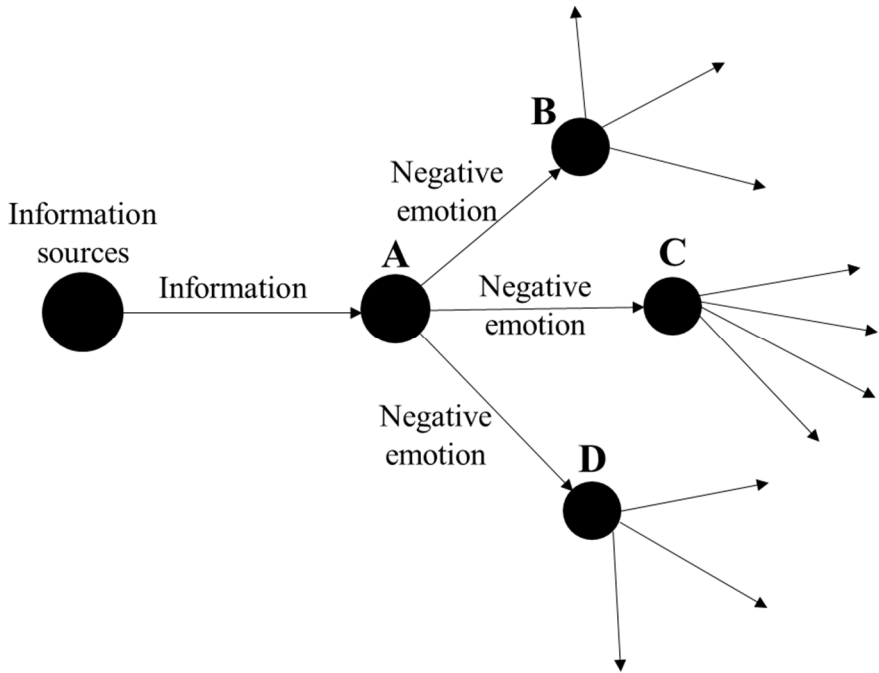 Information
sources
Information
A
Negative
emotion
B
Negative
emotion
C
Negative
emotion
D